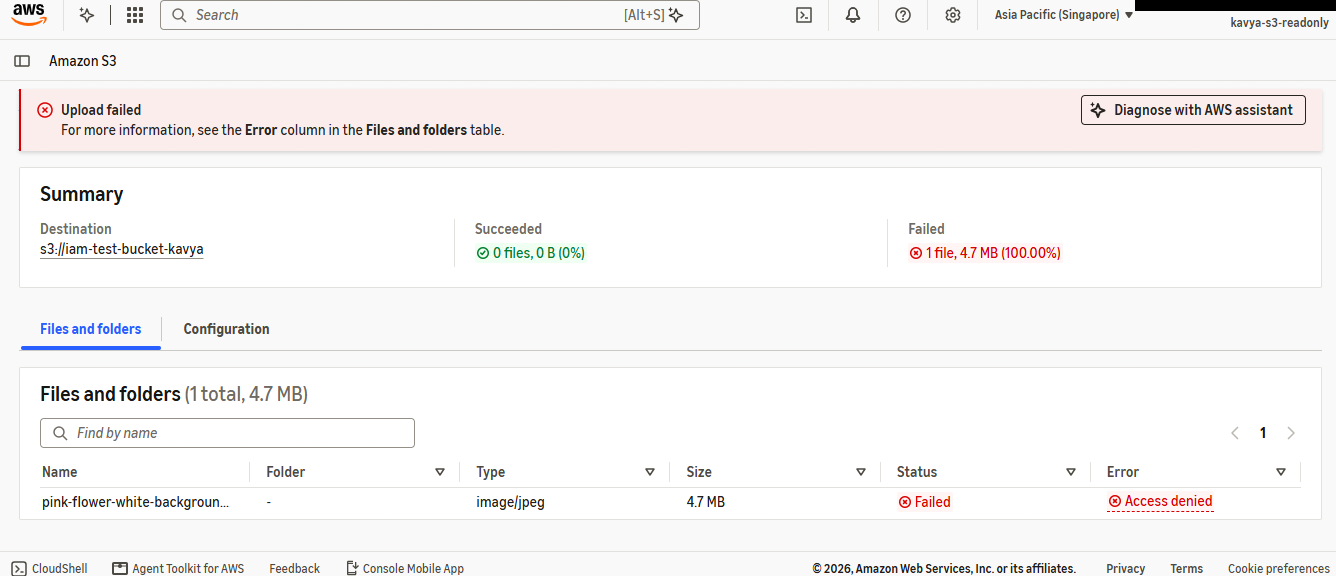 aws
Search [Alt+S]
Asia Pacific (Singapore)
kavya-s3-readonly
Amazon S3
Upload failed
For more information, see the Error column in the Files and folders table.
Diagnose with AWS assistant
Summary
Destination
s3://iam-test-bucket-kavya
Succeeded
0 files, 0 B (0%)
Failed
1 file, 4.7 MB (100.00%)
Files and folders
Configuration
Files and folders (1 total, 4.7 MB)
Find by name
1
Name Folder Type Size Status Error
pink-flower-white-backgroun... - image/jpeg 4.7 MB Failed Access denied
CloudShell Agent Toolkit for AWS Feedback Console Mobile App © 2026, Amazon Web Services, Inc. or its affiliates. Privacy Terms Cookie preferences